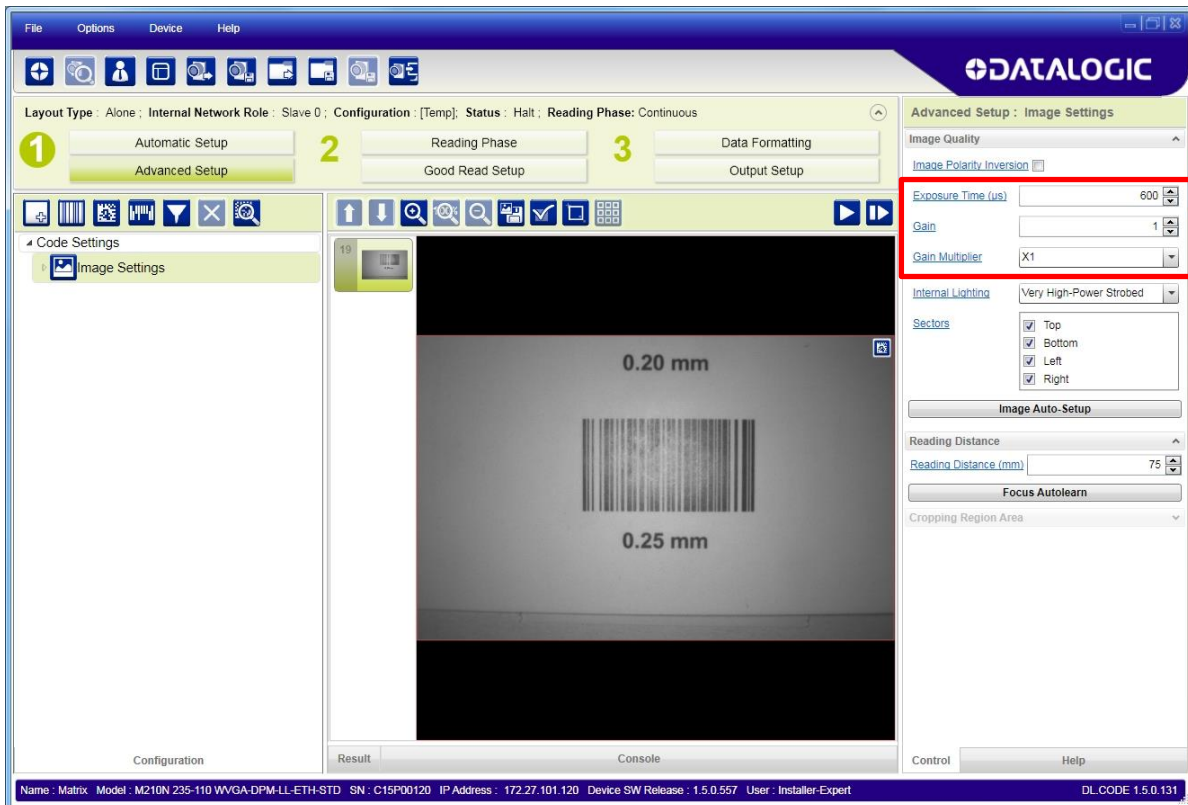 File Options Device Help
DATALOGIC
Layout Type : Alone ; Internal Network Role : Slave 0 ; Configuration : [Temp]; Status : Halt ; Reading Phase: Continuous
1 Automatic Setup 2 Reading Phase 3 Data Formatting
Advanced Setup Good Read Setup Output Setup
Code Settings
Image Settings
19
0.20 mm
0.25 mm
Configuration
Result Console
Advanced Setup : Image Settings
Image Quality
Image Polarity Inversion
Exposure Time (µs) 600
Gain 1
Gain Multiplier X1
Internal Lighting Very High-Power Strobed
Sectors Top
Bottom
Left
Right
Image Auto-Setup
Reading Distance
Reading Distance (mm) 75
Focus Autolearn
Cropping Region Area
Control Help
Name : Matrix Model : M210N 235-110 WVGA-DPM-LL-ETH-STD SN : C15P00120 IP Address : 172.27.101.120 Device SW Release : 1.5.0.557 User : Installer-Expert DL.CODE 1.5.0.131